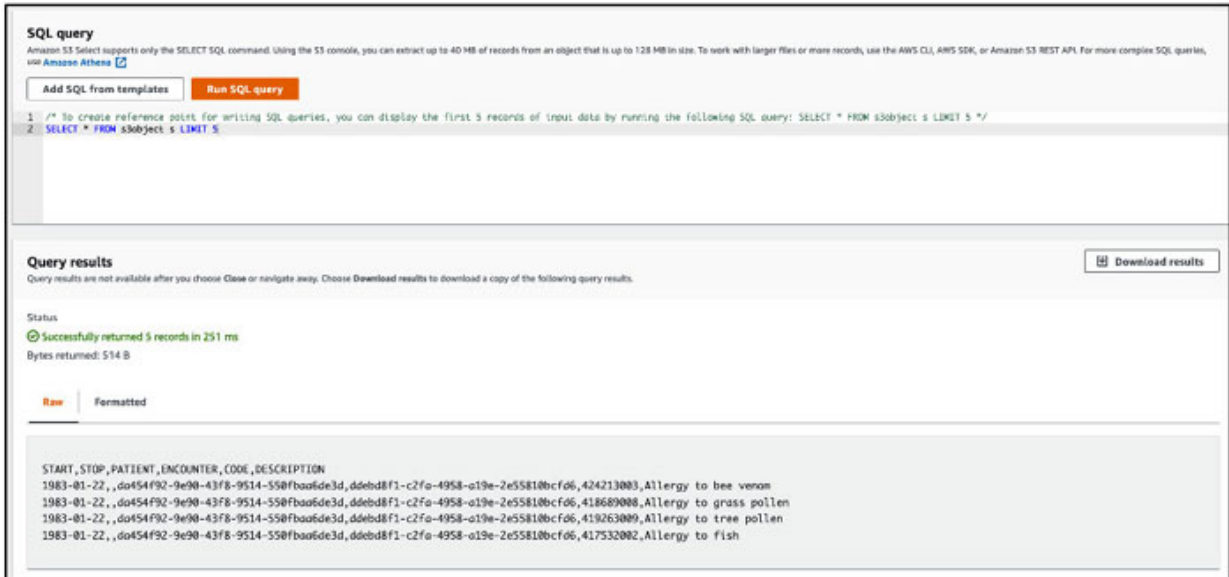 SQL query
Amazon S3 Select supports only the SELECT SQL command. Using the S3 console, you can extract up to 40 MB of records from an object that is up to 128 MB in size. To work with larger files or more records, use the AWS CLI, AWS SDK, or Amazon S3 REST API. For more complex SQL queries,
use Amazon Athena
Add SQL from templates Run SQL query
1 /* To create reference point for writing SQL queries, you can display the first 5 records of input data by running the following SQL query: SELECT * FROM s3object s LIMIT 5 */
2 SELECT * FROM s3object s LIMIT 5
Query results
Download results
Query results are not available after you choose Close or navigate away. Choose Download results to download a copy of the following query results.
Status
Successfully returned 5 records in 251 ms
Bytes returned: 514 B
Raw Formatted
START,STOP,PATIENT,ENCOUNTER,CODE,DESCRIPTION
1983-01-22,,da454f92-9e90-43f8-9514-550fbaa6de3d,ddebd8f1-c2fa-4958-a19e-2e55810bcfd6,424213003,Allergy to bee venom
1983-01-22,,da454f92-9e90-43f8-9514-550fbaa6de3d,ddebd8f1-c2fa-4958-a19e-2e55810bcfd6,418689008,Allergy to grass pollen
1983-01-22,,da454f92-9e90-43f8-9514-550fbaa6de3d,ddebd8f1-c2fa-4958-a19e-2e55810bcfd6,419263009,Allergy to tree pollen
1983-01-22,,da454f92-9e90-43f8-9514-550fbaa6de3d,ddebd8f1-c2fa-4958-a19e-2e55810bcfd6,417532002,Allergy to fish